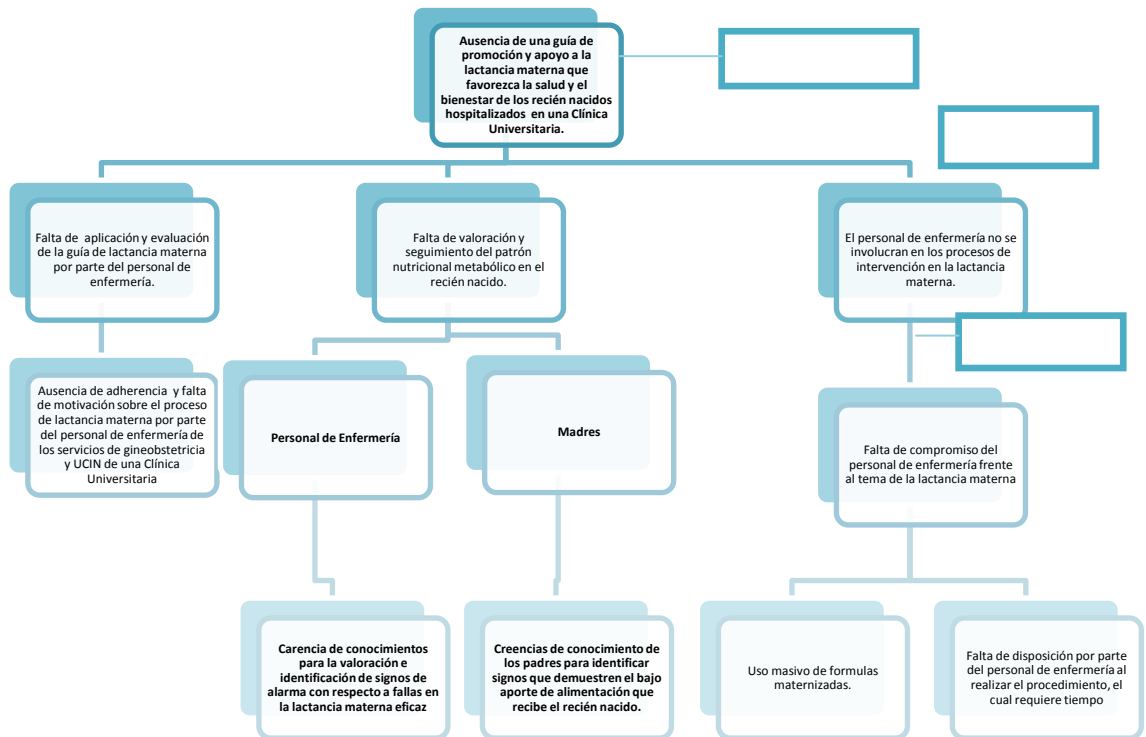 Ausencia de una guía de
promoción y apoyo a la
lactancia materna que
favorezca la salud y el
bienestar de los recién nacidos
hospitalizados en una Clínica
Universitaria.
Falta de aplicación y evaluación
de la guía de lactancia materna
por parte del personal de
enfermería.
Falta de valoración y
seguimiento del patrón
nutricional metabólico en el
recién nacido.
El personal de enfermería no se
involucran en los procesos de
intervención en la lactancia
materna.
Ausencia de adherencia y falta
de motivación sobre el proceso
de lactancia materna por parte
del personal de enfermería de
los servicios de gineobstetricia
y UCIN de una Clínica
Universitaria
Personal de Enfermería
Madres
Falta de compromiso del
personal de enfermería frente
al tema de la lactancia materna
Carencia de conocimientos
para la valoración e
identificación de signos de
alarma con respecto a fallas en
la lactancia materna eficaz
Creencias de conocimiento de
los padres para identificar
signos que demuestren el bajo
aporte de alimentación que
recibe el recién nacido.
Uso masivo de formulas
maternizadas.
Falta de disposición por parte
del personal de enfermería al
realizar el procedimiento, el
cual requiere tiempo